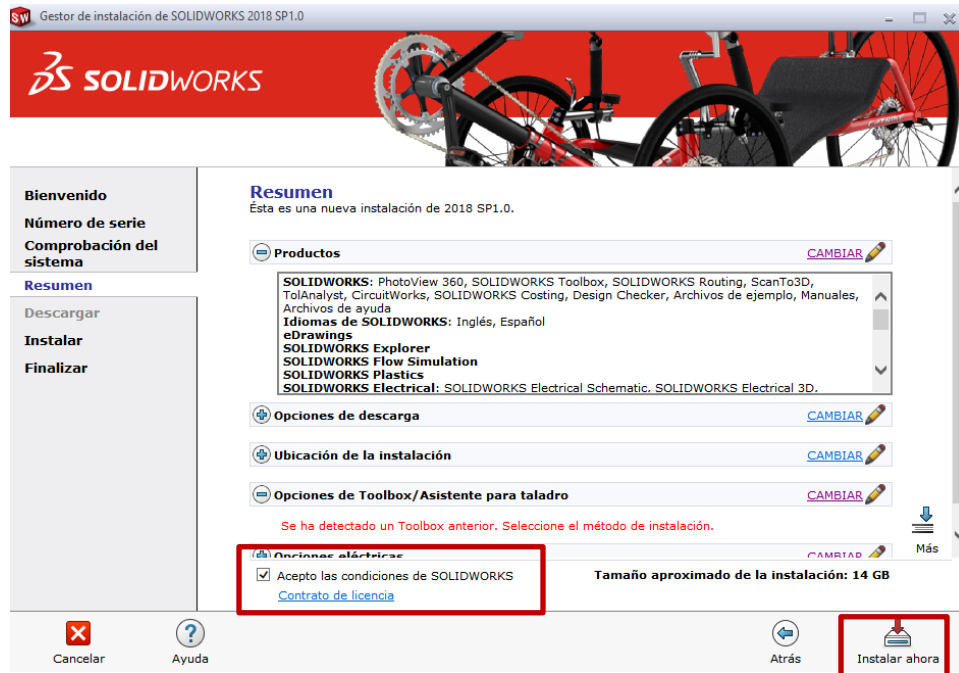 Gestor de instalación de SOLIDWORKS 2018 SP1.0
SOLIDWORKS
Bienvenido
Número de serie
Comprobación del
sistema
Resumen
Descargar
Instalar
Finalizar
Resumen
Ésta es una nueva instalación de 2018 SP1.0.
Productos CAMBIAR
SOLIDWORKS: PhotoView 360, SOLIDWORKS Toolbox, SOLIDWORKS Routing, ScanTo3D,
TolAnalyst, CircuitWorks, SOLIDWORKS Costing, Design Checker, Archivos de ejemplo, Manuales,
Archivos de ayuda
Idiomas de SOLIDWORKS: Inglés, Español
eDrawings
SOLIDWORKS Explorer
SOLIDWORKS Flow Simulation
SOLIDWORKS Plastics
SOLIDWORKS Electrical: SOLIDWORKS Electrical Schematic, SOLIDWORKS Electrical 3D,
Opciones de descarga CAMBIAR
Ubicación de la instalación CAMBIAR
Opciones de Toolbox/Asistente para taladro CAMBIAR
Se ha detectado un Toolbox anterior. Seleccione el método de instalación.
Opciones eléctricas CAMBIAR
Más
Acepto las condiciones de SOLIDWORKS
Contrato de licencia
Tamaño aproximado de la instalación: 14 GB
Cancelar
Ayuda
Atrás
Instalar ahora